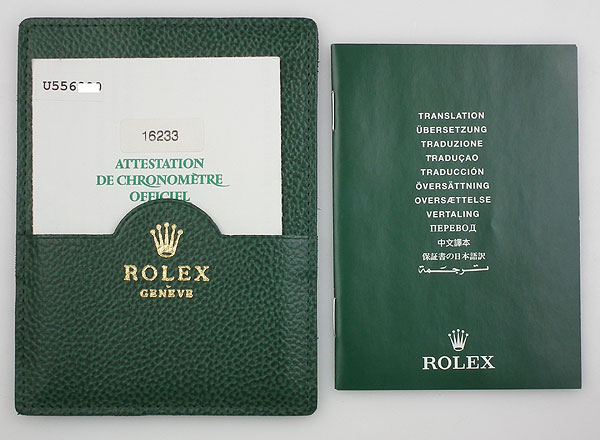 U556
16233
ATTESTATION
DE CHRONOMÈTRE
OFFICIEL
ROLEX
GENEVE
TRANSLATION
ÜBERSETZUNG
TRADUZIONE
TRADUÇAO
TRADUCCIÓN
ÖVERSÄTTNING
OVERSÆTTELSE
VERTALING
ПЕРЕВОД
中文譯本
保証書の日本語訳
ترجمة
ROLEX